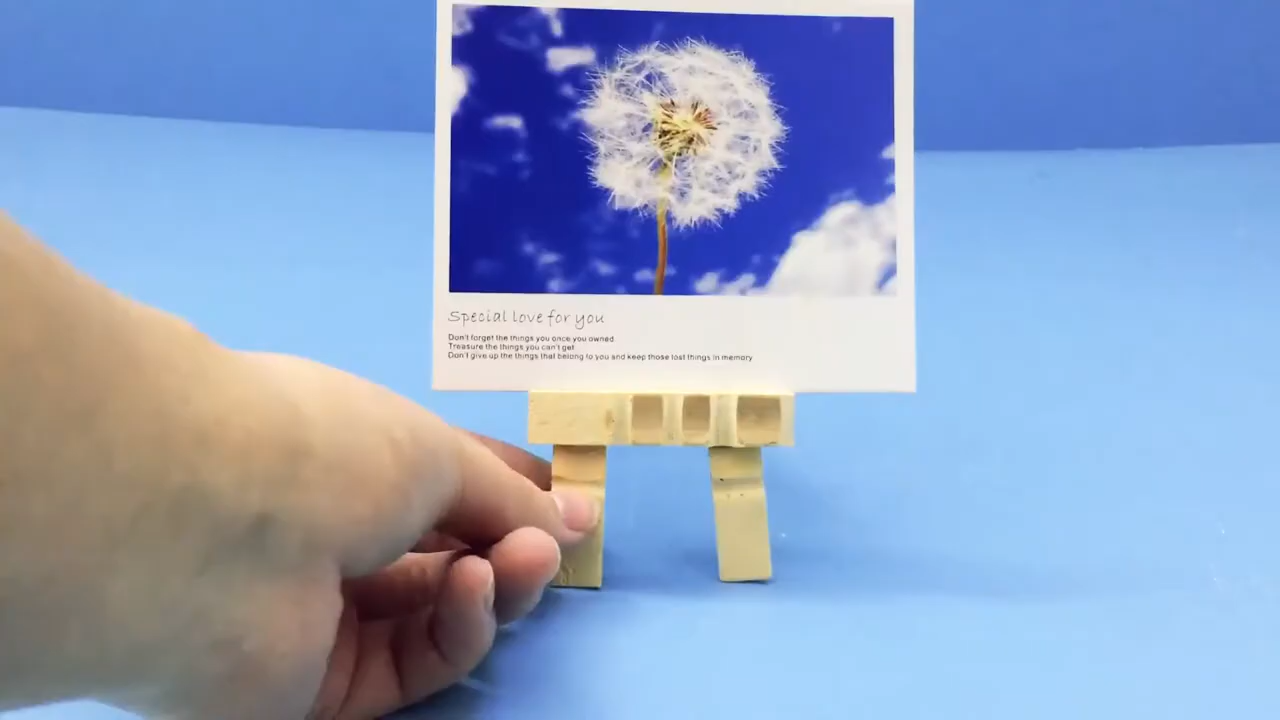 Special love for you
Don't forget the things you once you owned
Treasure the things you can't get
Don't give up the things that belong to you and keep those lost things in memory